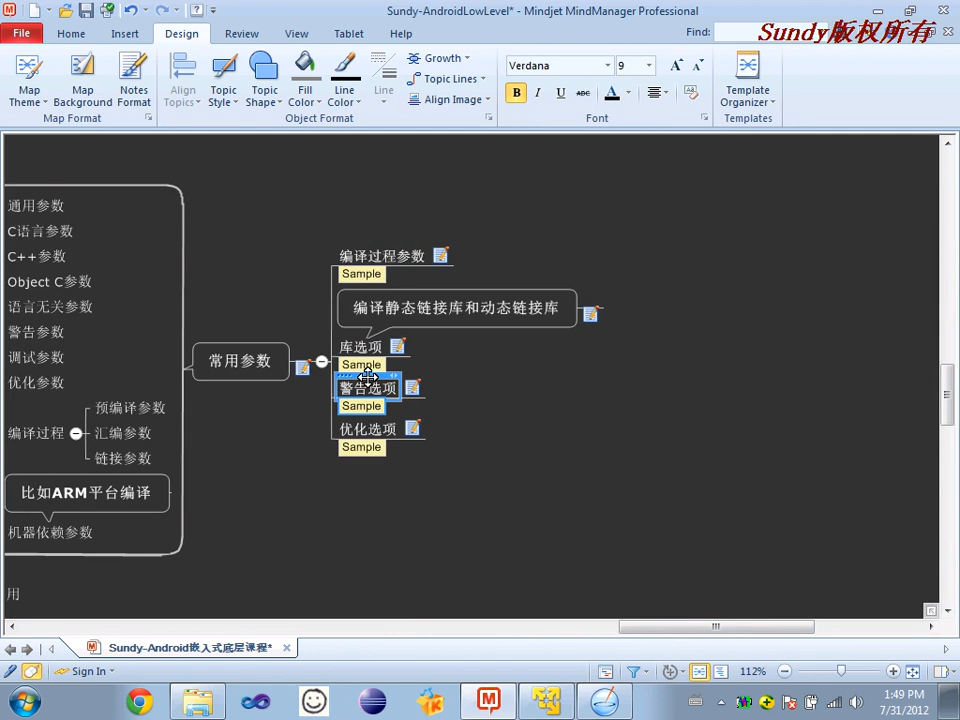 Sundy-AndroidLowLevel* - Mindjet MindManager Professional
File
Home
Insert
Design
Review
View
Tablet
Help
Find:
Sundy版权所有
Map Theme
Map Background
Notes Format
Align Topics
Topic Style
Topic Shape
Fill Color
Line Color
Line
Growth
Topic Lines
Align Image
Verdana
9
B
I
U
ABC
A
Template Organizer
Map Format
Object Format
Font
Templates
通用参数
C语言参数
C++参数
Object C参数
语言无关参数
警告参数
调试参数
优化参数
编译过程
预编译参数
汇编参数
链接参数
比如ARM平台编译
机器依赖参数
用
常用参数
编译过程参数
Sample
编译静态链接库和动态链接库
库选项
Sample
警告选项
Sample
优化选项
Sample
Sundy-Android嵌入式底层课程*
Sign In
112%
1:49 PM
7/31/2012